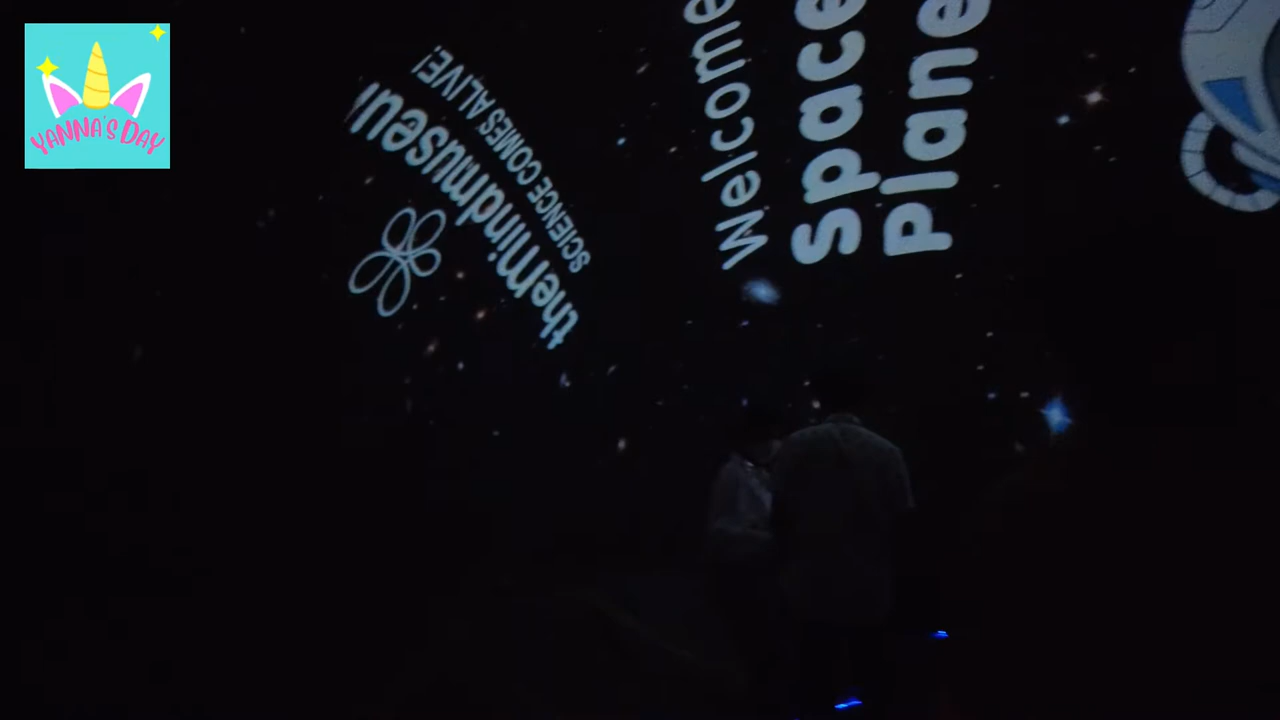 YANNA'S DAY
themindmuseu
SCIENCE COMES ALIVE!
Welcome
Space
Plane